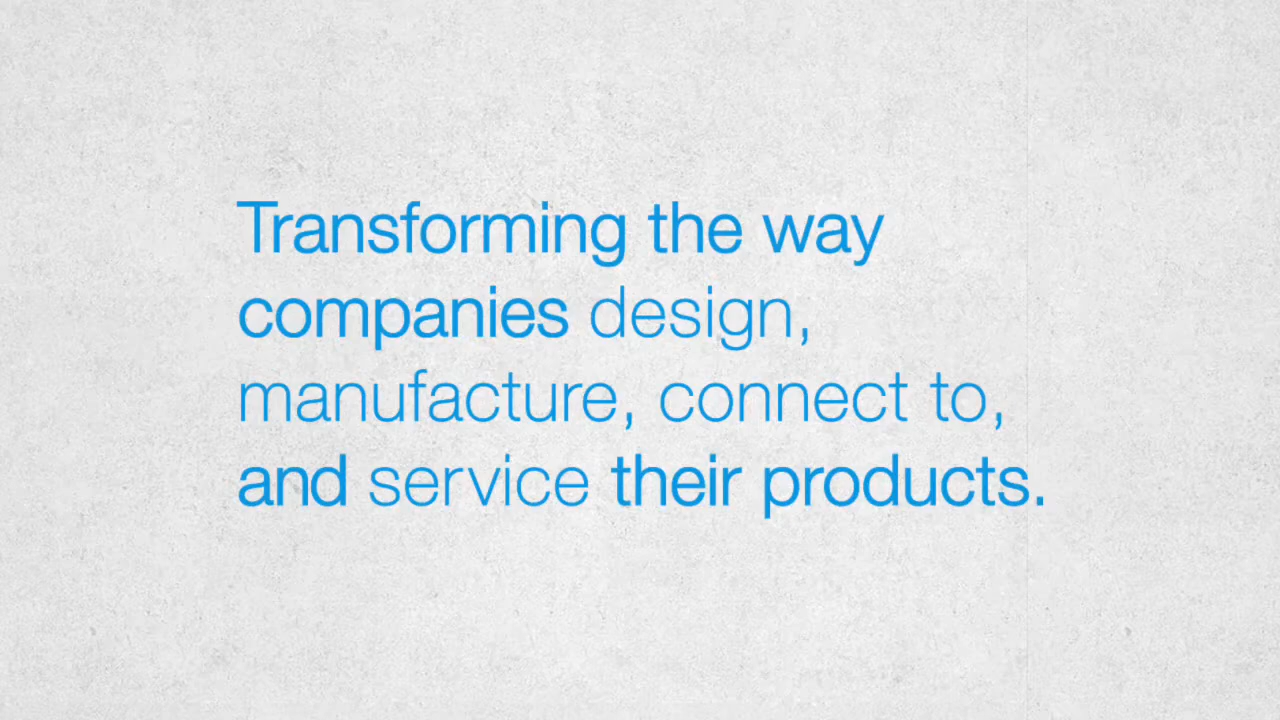 Transforming the way
companies design,
manufacture, connect to,
and service their products.